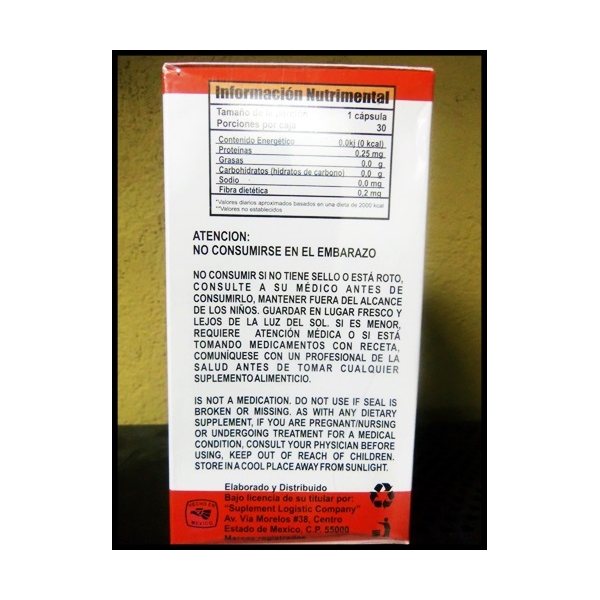 Información Nutrimental
Tamaño de la porción 1 cápsula
Porciones por caja 30
Contenido Energético 0.0kj (0 kcal)
Proteínas 0.25 mg
Grasas 0.0 g
Carbohidratos (hidratos de carbono) 0.0 g
Sodio 0.0 mg
Fibra dietética 0.2 mg
*Valores diarios aproximados basados en una dieta de 2000 kcal
**Valores no establecidos
ATENCION:
NO CONSUMIRSE EN EL EMBARAZO
NO CONSUMIR SI NO TIENE SELLO O ESTÁ ROTO,
CONSULTE A SU MÉDICO ANTES DE
CONSUMIRLO, MANTENER FUERA DEL ALCANCE
DE LOS NIÑOS. GUARDAR EN LUGAR FRESCO Y
LEJOS DE LA LUZ DEL SOL. SI ES MENOR,
REQUIERE ATENCIÓN MÉDICA O SI ESTÁ
TOMANDO MEDICAMENTOS CON RECETA,
COMUNÍQUESE CON UN PROFESIONAL DE LA
SALUD ANTES DE TOMAR CUALQUIER
SUPLEMENTO ALIMENTICIO.
IS NOT A MEDICATION. DO NOT USE IF SEAL IS
BROKEN OR MISSING. AS WITH ANY DIETARY
SUPPLEMENT, IF YOU ARE PREGNANT/NURSING
OR UNDERGOING TREATMENT FOR A MEDICAL
CONDITION, CONSULT YOUR PHYSICIAN BEFORE
USING, KEEP OUT OF REACH OF CHILDREN.
STORE IN A COOL PLACE AWAY FROM SUNLIGHT.
Elaborado y Distribuido
Bajo licencia de su titular por:
"Suplement Logistic Company"
Av. Via Morelos #38, Centro
Estado de Mexico, C.P. 55000
Marcas registradas
HECHO EN
MEXICO